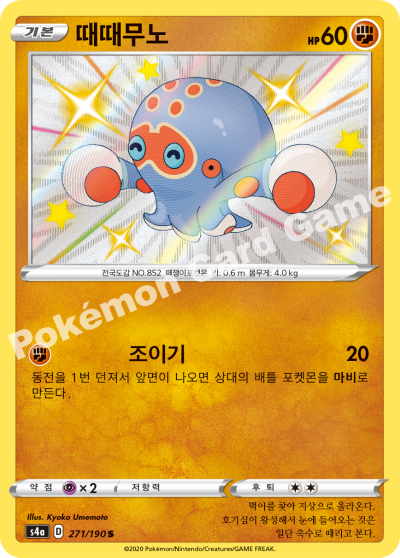 기본 때때무노 HP 60
전국도감 NO.852 떼쟁이포켓몬 키: 0.6 m 몸무게: 4.0 kg
Pokémon Card Game
조이기 20
동전을 1번 던져서 앞면이 나오면 상대의 배틀 포켓몬을 마비로
만든다.
약점 ×2 저항력 후퇴
Illus. Kyoka Umemoto
먹이를 찾아 지상으로 올라온다.
호기심이 왕성해서 눈에 들어오는 것은
일단 촉수로 때리고 본다.
s4a D 271/190 S
©2020 Pokémon/Nintendo/Creatures/GAME FREAK.